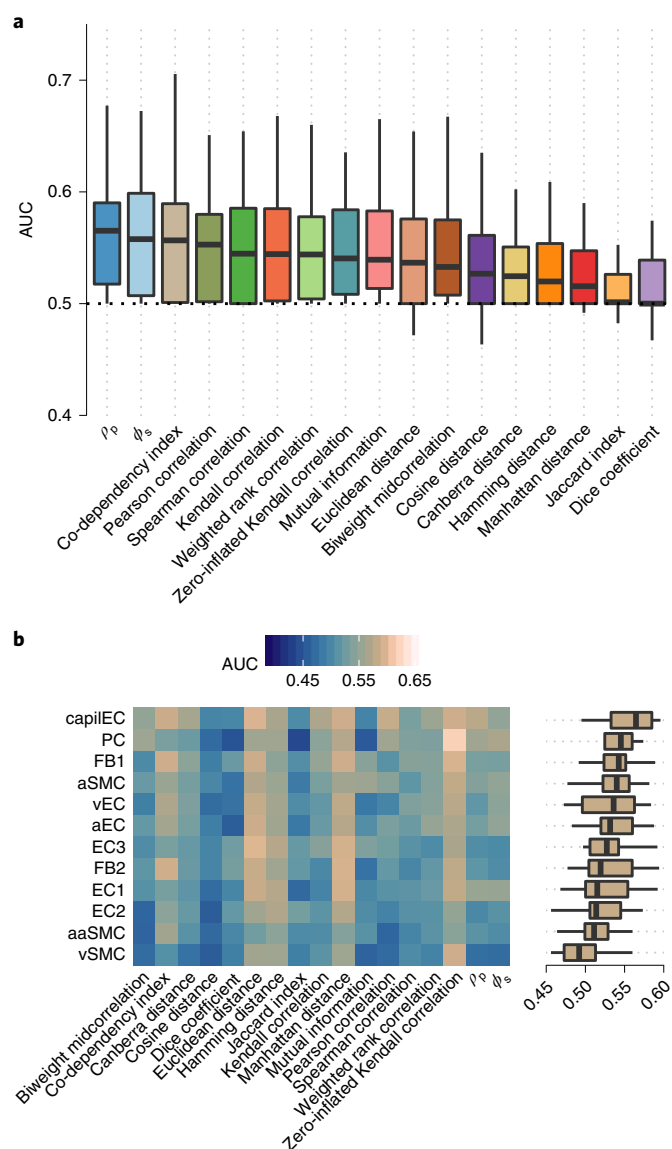 a
0.7
0.6
0.5
0.4
AUC
ρp
ϕs
Co-dependency index
Pearson correlation
Spearman correlation
Kendall correlation
Weighted rank correlation
Zero-inflated Kendall correlation
Mutual information
Euclidean distance
Biweight midcorrelation
Cosine distance
Canberra distance
Hamming distance
Manhattan distance
Jaccard index
Dice coefficient
b
AUC
0.45 0.55 0.65
capilEC
PC
FB1
aSMC
vEC
aEC
EC3
FB2
EC1
EC2
aaSMC
vSMC
Biweight midcorrelation
Co-dependency index
Canberra distance
Cosine distance
Dice coefficient
Euclidean distance
Hamming distance
Jaccard index
Kendall correlation
Manhattan distance
Mutual information
Pearson correlation
Spearman correlation
Weighted rank correlation
Zero-inflated Kendall correlation
ρp
ϕs
0.45
0.50
0.55
0.60